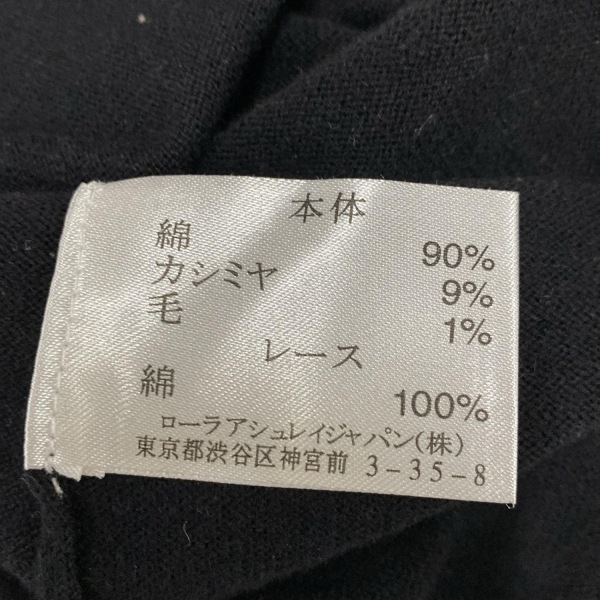 本体
綿 90%
カシミヤ 9%
毛 1%
レース
綿 100%
ローラアシュレイジャパン(株)
東京都渋谷区神宮前 3-35-8